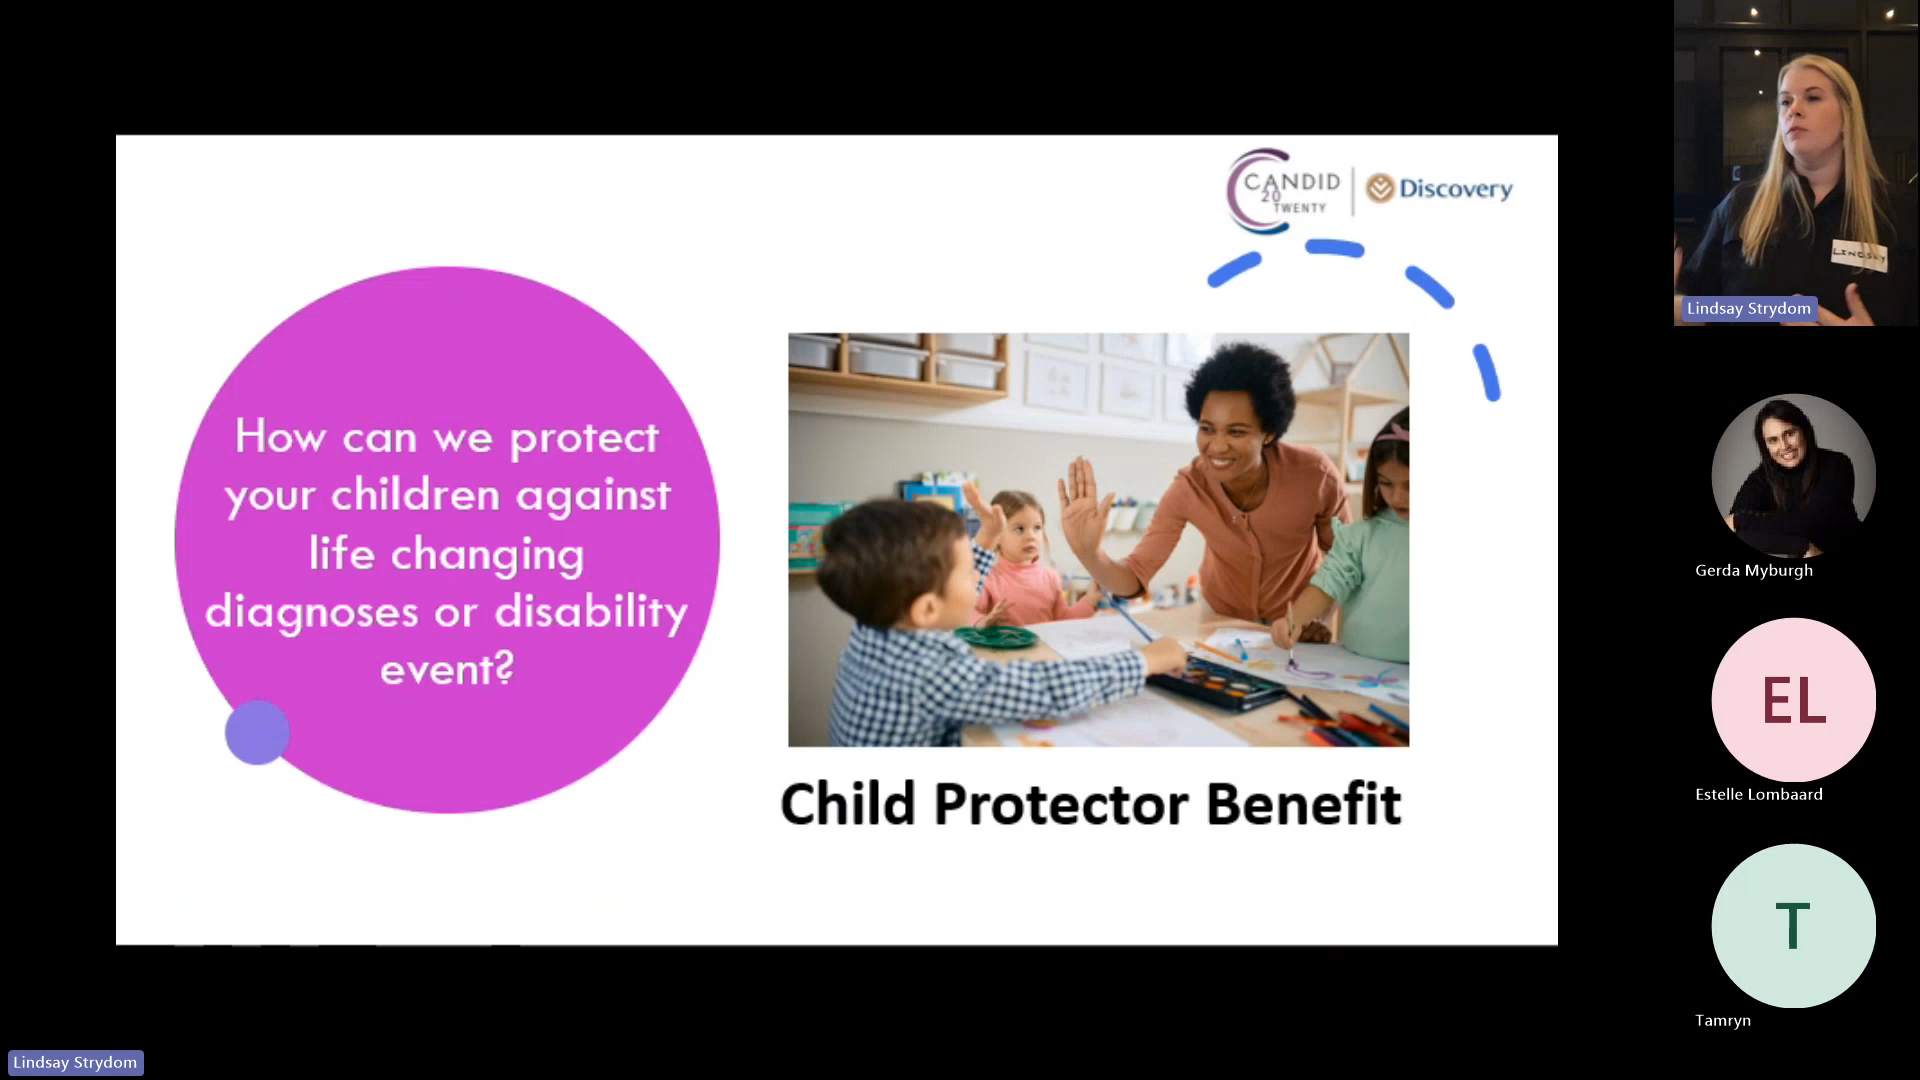 CANDID
20
TWENTY
Discovery
How can we protect
your children against
life changing
diagnoses or disability
event?
Child Protector Benefit
LINDSAY
Lindsay Strydom
Gerda Myburgh
EL
Estelle Lombaard
T
Tamryn
Lindsay Strydom